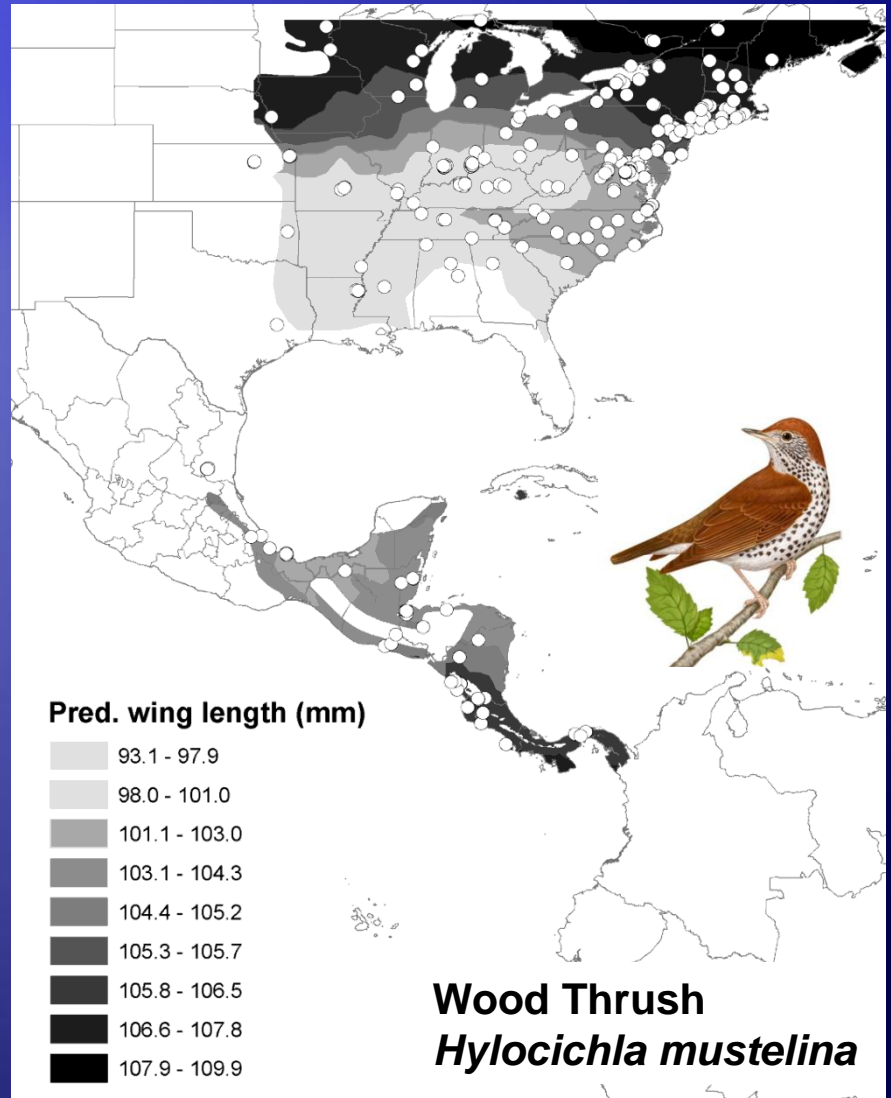 Pred. wing length (mm)
93.1 - 97.9
98.0 - 101.0
101.1 - 103.0
103.1 - 104.3
104.4 - 105.2
105.3 - 105.7
105.8 - 106.5
106.6 - 107.8
107.9 - 109.9
Wood Thrush
Hylocichla mustelina